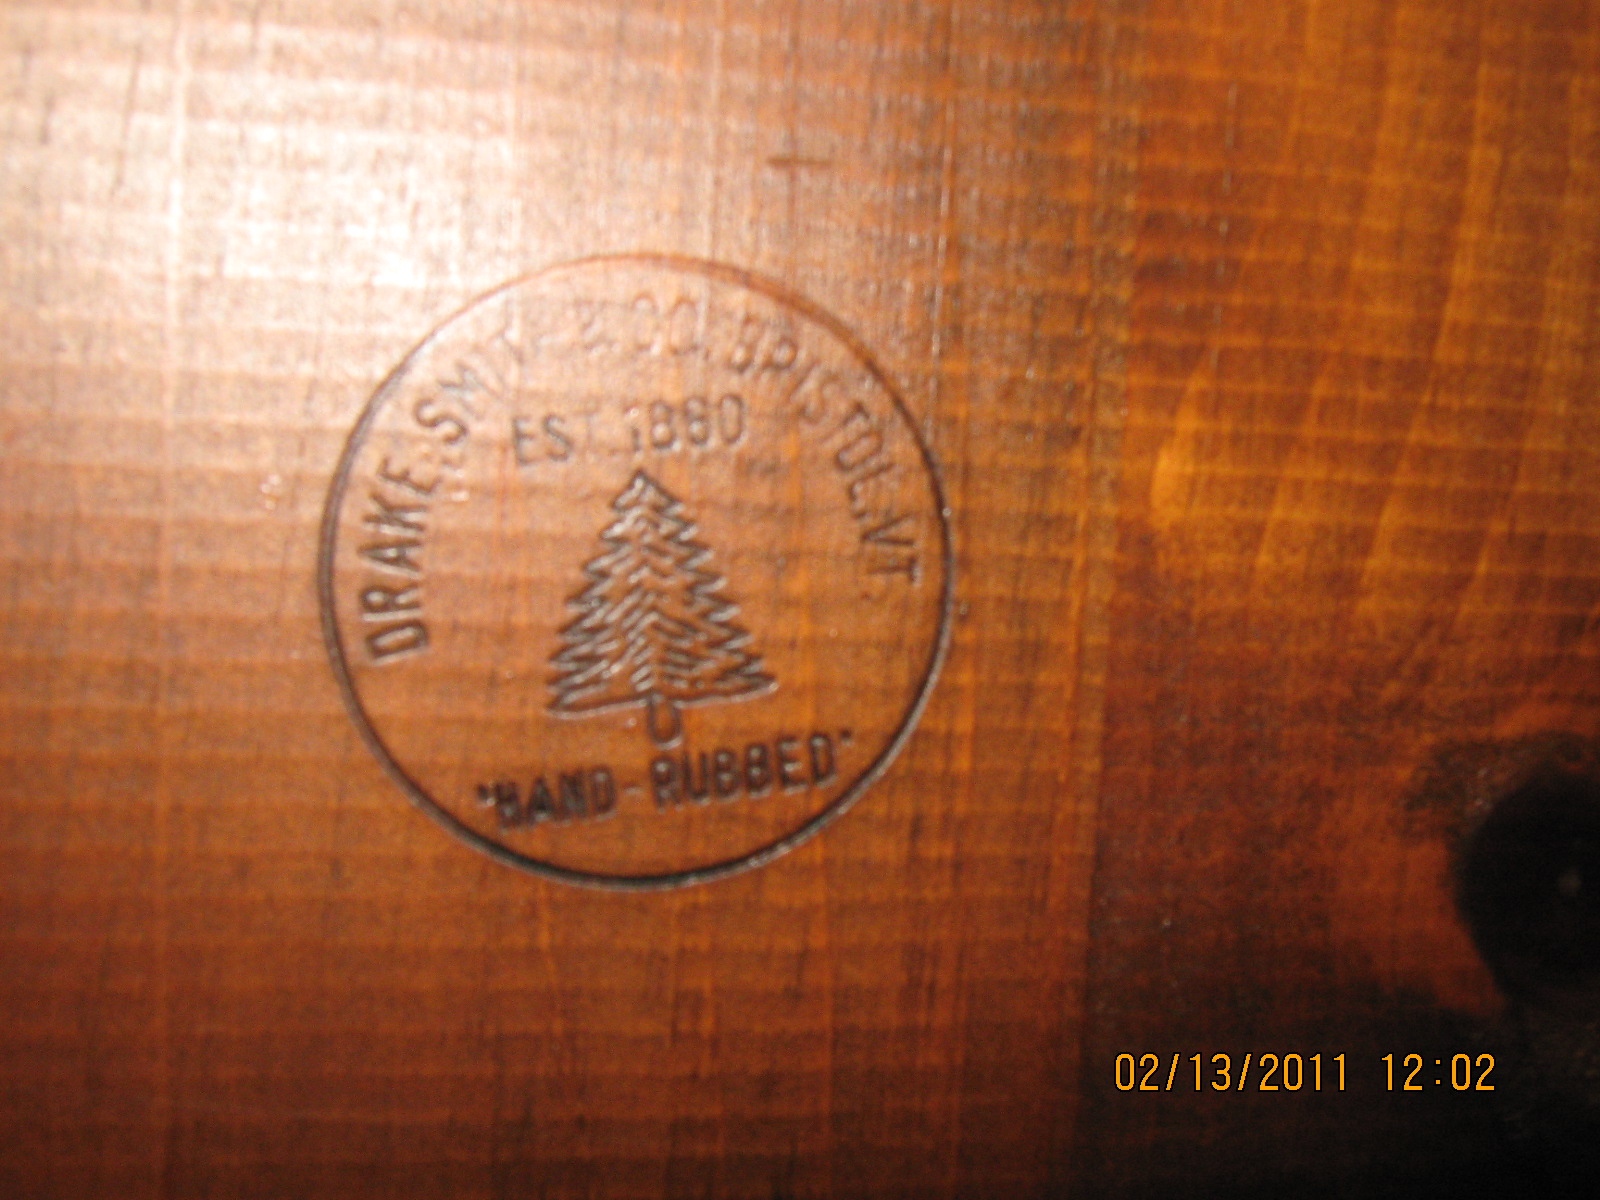 DRAKE, SMITH & CO. BRISTOL, VT.
EST. 1880
"HAND-RUBBED"
02/13/2011 12:02